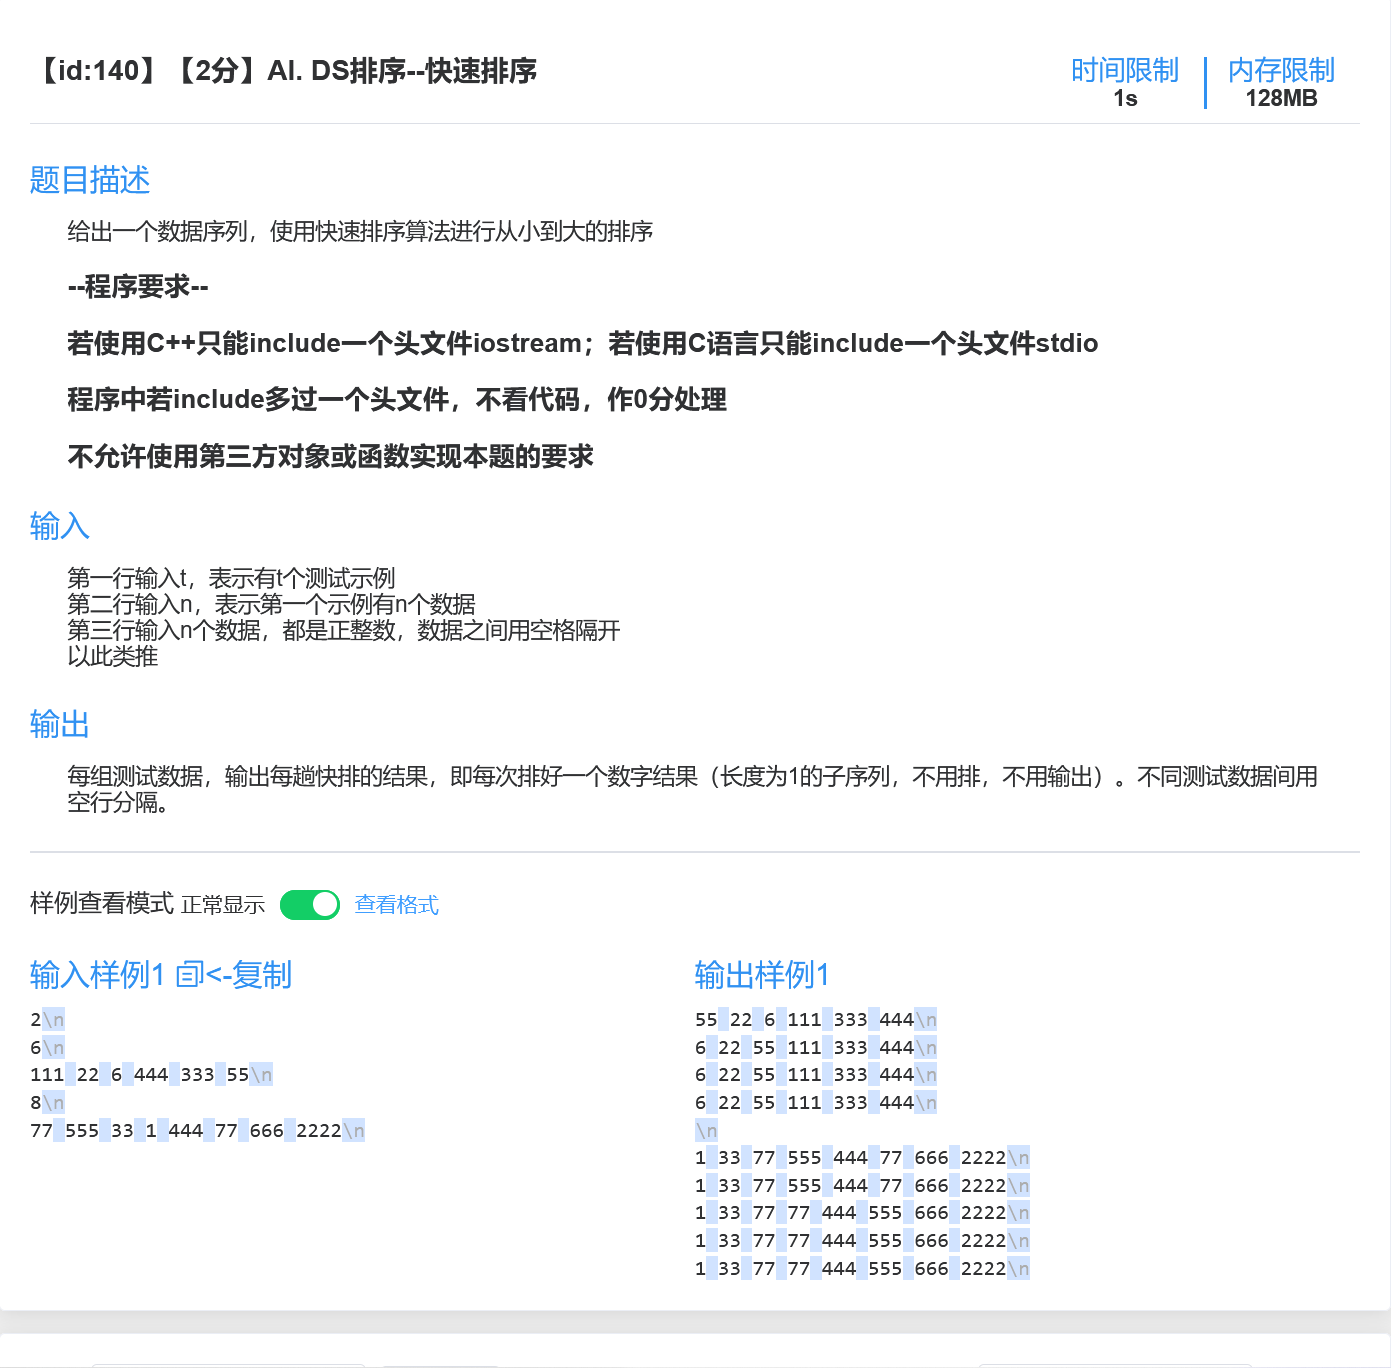 【id:140】【2分】AI. DS排序--快速排序
时间限制 内存限制
1s 128MB
题目描述
给出一个数据序列，使用快速排序算法进行从小到大的排序
--程序要求--
若使用C++只能include一个头文件iostream；若使用C语言只能include一个头文件stdio
程序中若include多过一个头文件，不看代码，作0分处理
不允许使用第三方对象或函数实现本题的要求
输入
第一行输入t，表示有t个测试示例
第二行输入n，表示第一个示例有n个数据
第三行输入n个数据，都是正整数，数据之间用空格隔开
以此类推
输出
每组测试数据，输出每趟快排的结果，即每次排好一个数字结果（长度为1的子序列，不用排，不用输出）。不同测试数据间用
空行分隔。
样例查看模式 正常显示 查看格式
输入样例1 <-复制
2\n
6\n
111 22 6 444 333 55\n
8\n
77 555 33 1 444 77 666 2222\n
输出样例1
55 22 6 111 333 444\n
6 22 55 111 333 444\n
6 22 55 111 333 444\n
6 22 55 111 333 444\n
\n
1 33 77 555 444 77 666 2222\n
1 33 77 555 444 77 666 2222\n
1 33 77 77 444 555 666 2222\n
1 33 77 77 444 555 666 2222\n
1 33 77 77 444 555 666 2222\n